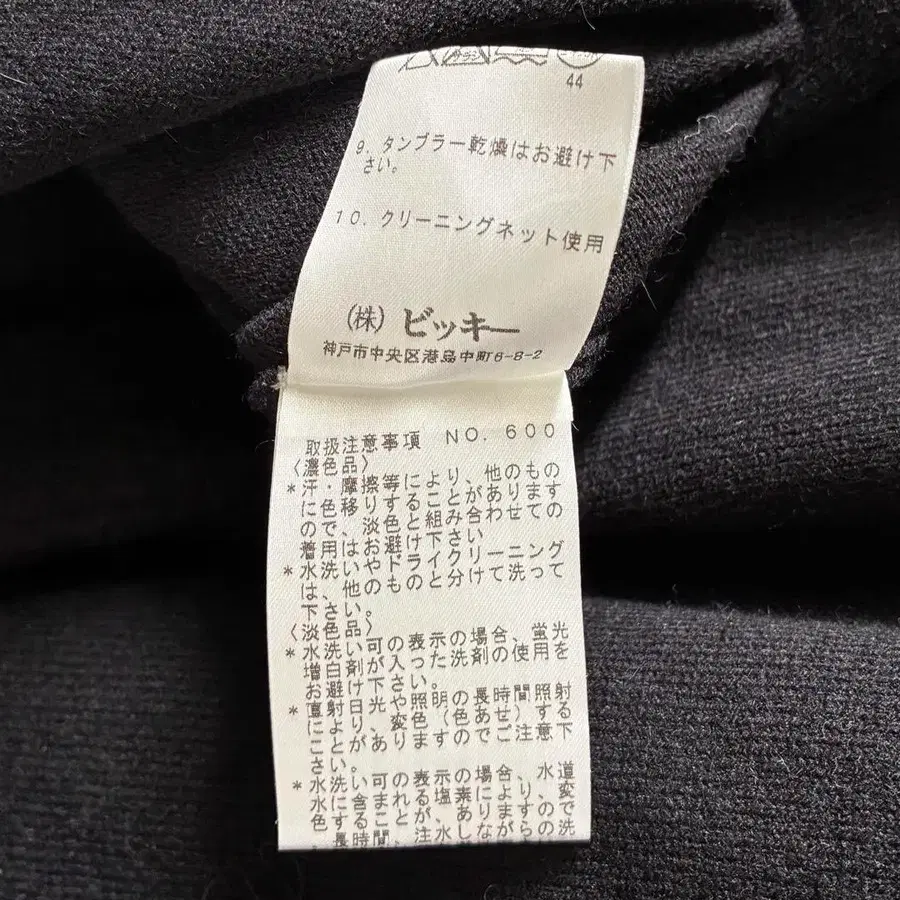 44
9. タンブラー乾燥はお避け下
さい。
10. クリーニングネット使用
(株) ビッキー
神戸市中央区港島中町6-8-2
取扱注意事項 NO.600
〈濃色品〉
*汗・摩擦等により、他のもの
に色移りすることがあります
ので、淡色と組み合わせての
着用はお避け下さい
*水洗いやドライクリーニング
は、他のものと分けて洗って
下さい。
〈淡色品〉
*水洗い可の表示の場合、蛍光
増白剤が入った洗剤の使用を
お避け下さい。
*直射日光や照明の長時間照射
により、変色(色あせ)する
ことがありますのでご注意下
さい。
*水洗い可の表示の場合、水道
水に含まれる塩素により、変
色することが、ありますので
、長時間、注水しながらの洗